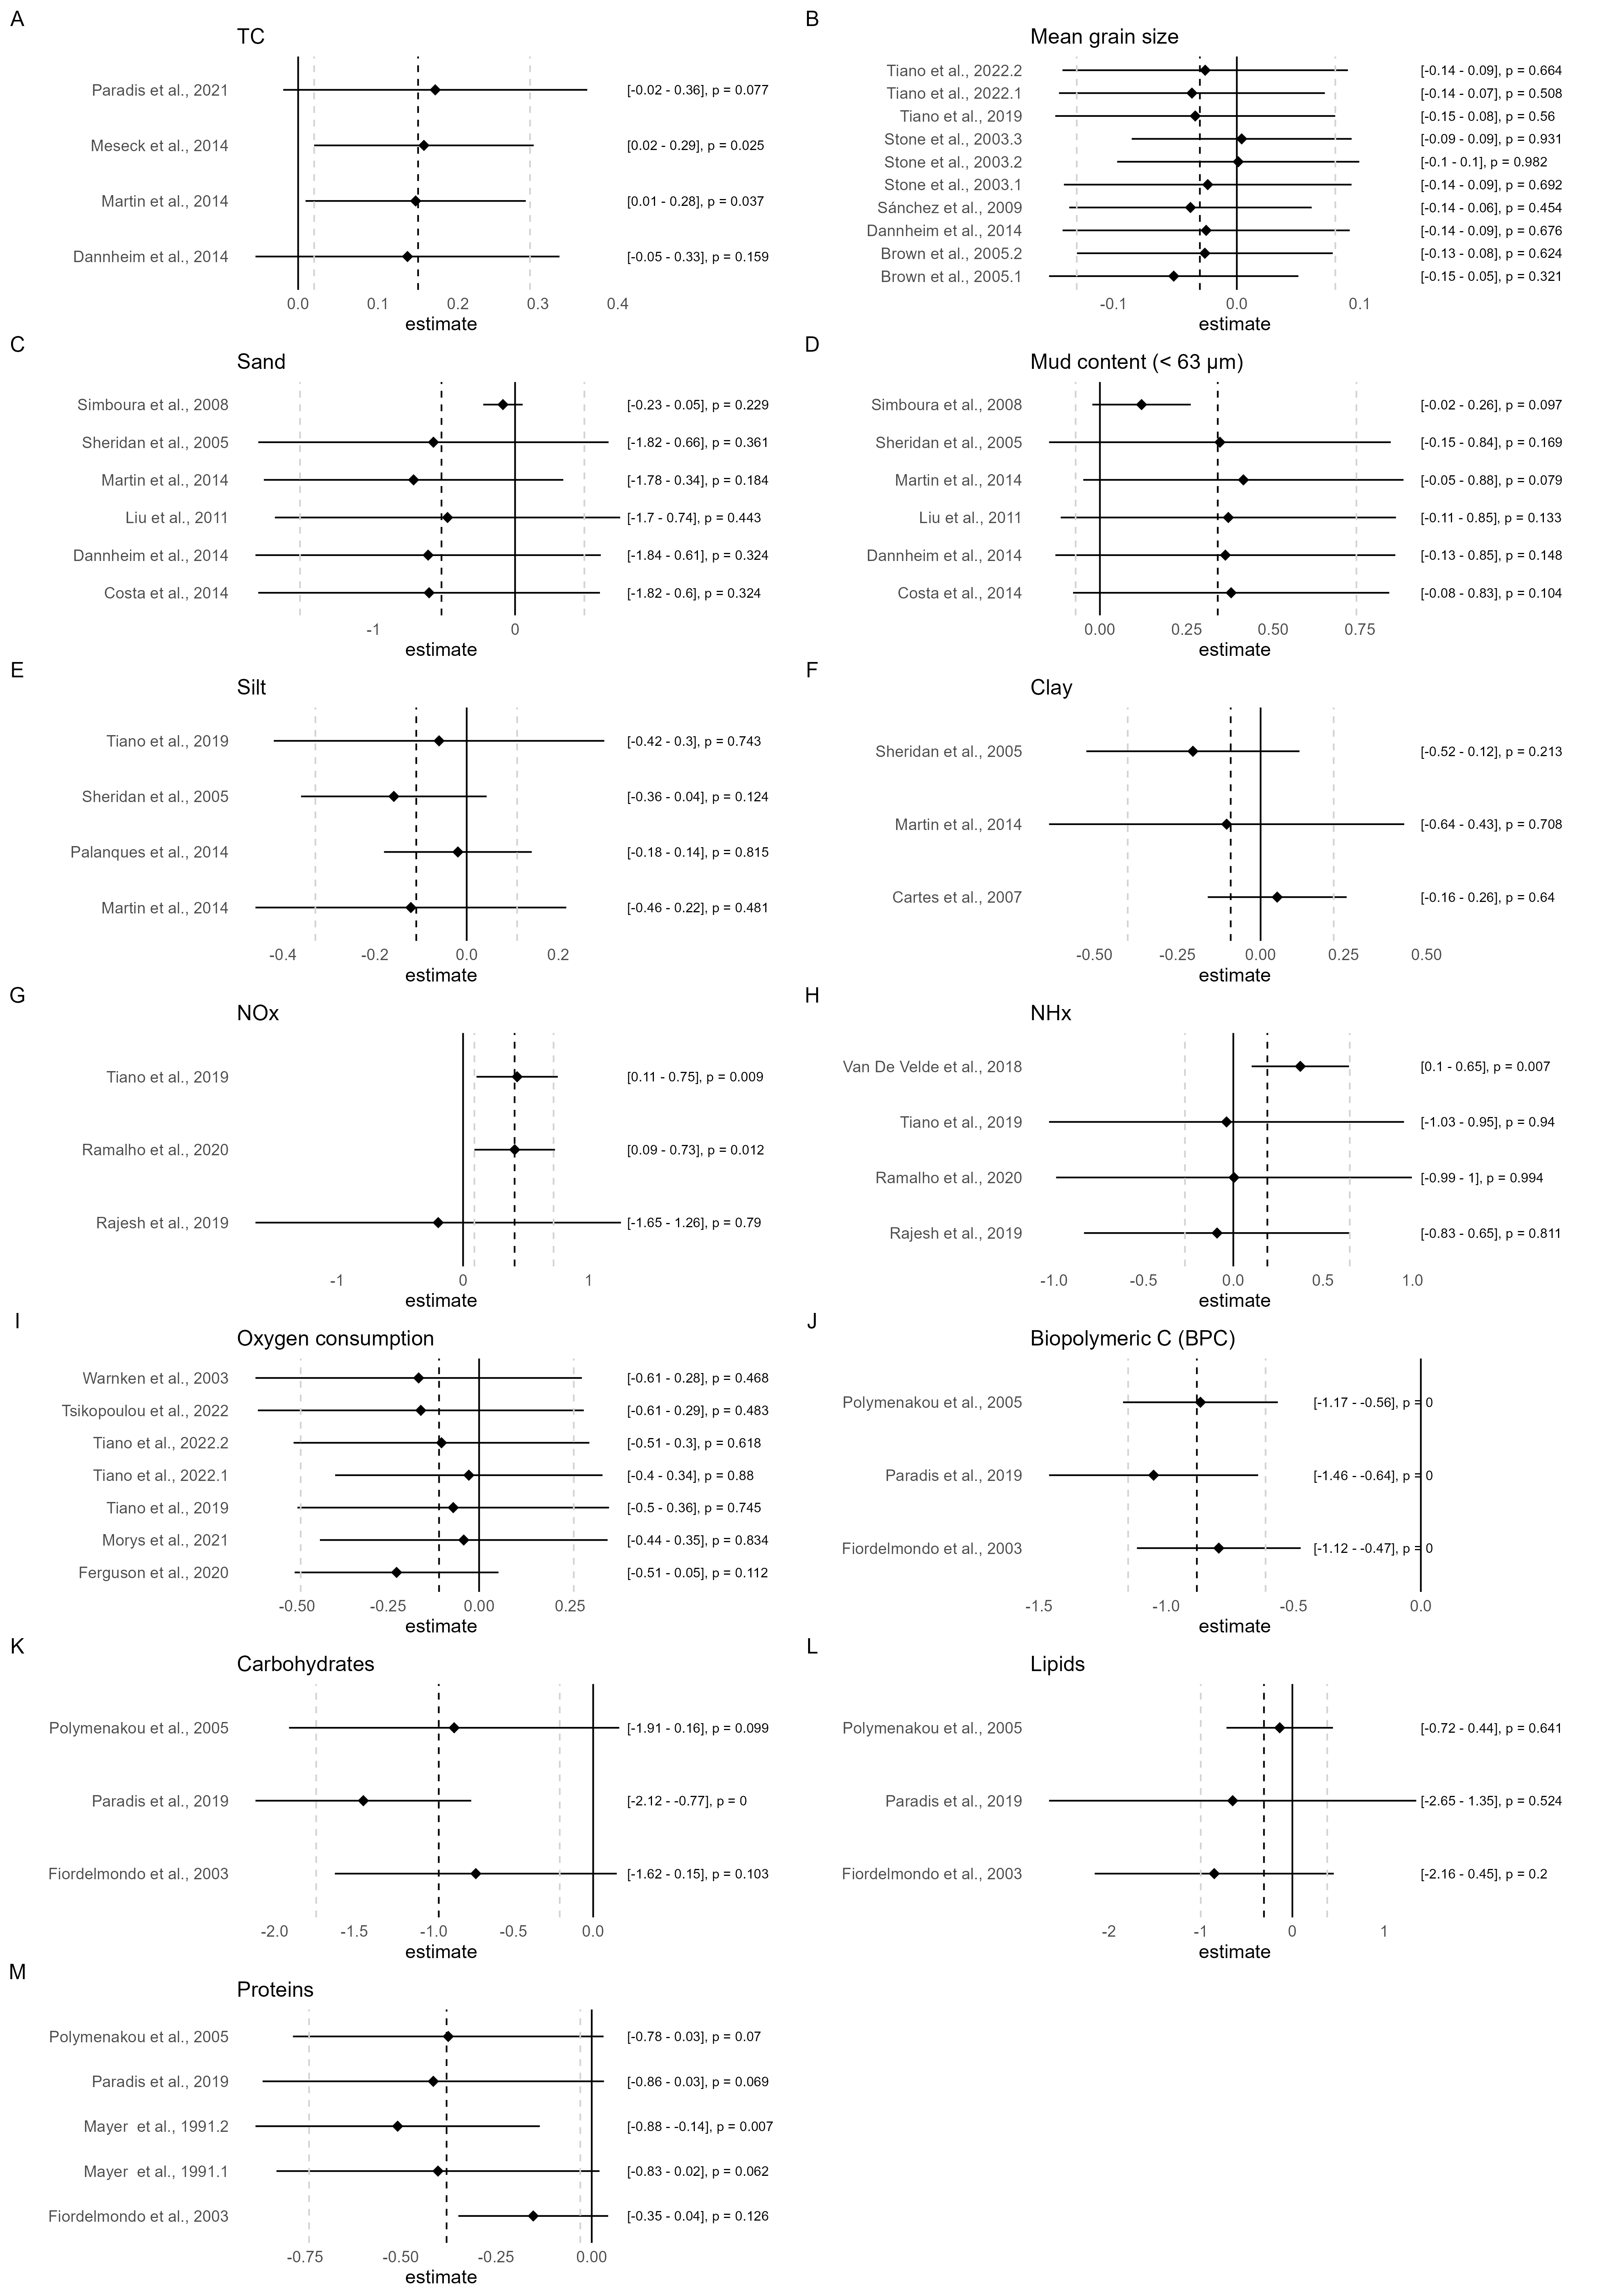 A
TC
Paradis et al., 2021 [-0.02 - 0.36], p = 0.077
Meseck et al., 2014 [0.02 - 0.29], p = 0.025
Martin et al., 2014 [0.01 - 0.28], p = 0.037
Dannheim et al., 2014 [-0.05 - 0.33], p = 0.159
0.0 0.1 0.2 0.3 0.4
estimate
B
Mean grain size
Tiano et al., 2022.2 [-0.14 - 0.09], p = 0.664
Tiano et al., 2022.1 [-0.14 - 0.07], p = 0.508
Tiano et al., 2019 [-0.15 - 0.08], p = 0.56
Stone et al., 2003.3 [-0.09 - 0.09], p = 0.931
Stone et al., 2003.2 [-0.1 - 0.1], p = 0.982
Stone et al., 2003.1 [-0.14 - 0.09], p = 0.692
Sánchez et al., 2009 [-0.14 - 0.06], p = 0.454
Dannheim et al., 2014 [-0.14 - 0.09], p = 0.676
Brown et al., 2005.2 [-0.13 - 0.08], p = 0.624
Brown et al., 2005.1 [-0.15 - 0.05], p = 0.321
-0.1 0.0 0.1
estimate
C
Sand
Simboura et al., 2008 [-0.23 - 0.05], p = 0.229
Sheridan et al., 2005 [-1.82 - 0.66], p = 0.361
Martin et al., 2014 [-1.78 - 0.34], p = 0.184
Liu et al., 2011 [-1.7 - 0.74], p = 0.443
Dannheim et al., 2014 [-1.84 - 0.61], p = 0.324
Costa et al., 2014 [-1.82 - 0.6], p = 0.324
-1 0
estimate
D
Mud content (< 63 µm)
Simboura et al., 2008 [-0.02 - 0.26], p = 0.097
Sheridan et al., 2005 [-0.15 - 0.84], p = 0.169
Martin et al., 2014 [-0.05 - 0.88], p = 0.079
Liu et al., 2011 [-0.11 - 0.85], p = 0.133
Dannheim et al., 2014 [-0.13 - 0.85], p = 0.148
Costa et al., 2014 [-0.08 - 0.83], p = 0.104
0.00 0.25 0.50 0.75
estimate
E
Silt
Tiano et al., 2019 [-0.42 - 0.3], p = 0.743
Sheridan et al., 2005 [-0.36 - 0.04], p = 0.124
Palanques et al., 2014 [-0.18 - 0.14], p = 0.815
Martin et al., 2014 [-0.46 - 0.22], p = 0.481
-0.4 -0.2 0.0 0.2
estimate
F
Clay
Sheridan et al., 2005 [-0.52 - 0.12], p = 0.213
Martin et al., 2014 [-0.64 - 0.43], p = 0.708
Cartes et al., 2007 [-0.16 - 0.26], p = 0.64
-0.50 -0.25 0.00 0.25 0.50
estimate
G
NOx
Tiano et al., 2019 [0.11 - 0.75], p = 0.009
Ramalho et al., 2020 [0.09 - 0.73], p = 0.012
Rajesh et al., 2019 [-1.65 - 1.26], p = 0.79
-1 0 1
estimate
H
NHx
Van De Velde et al., 2018 [0.1 - 0.65], p = 0.007
Tiano et al., 2019 [-1.03 - 0.95], p = 0.94
Ramalho et al., 2020 [-0.99 - 1], p = 0.994
Rajesh et al., 2019 [-0.83 - 0.65], p = 0.811
-1.0 -0.5 0.0 0.5 1.0
estimate
I
Oxygen consumption
Warnken et al., 2003 [-0.61 - 0.28], p = 0.468
Tsikopoulou et al., 2022 [-0.61 - 0.29], p = 0.483
Tiano et al., 2022.2 [-0.51 - 0.3], p = 0.618
Tiano et al., 2022.1 [-0.4 - 0.34], p = 0.88
Tiano et al., 2019 [-0.5 - 0.36], p = 0.745
Morys et al., 2021 [-0.44 - 0.35], p = 0.834
Ferguson et al., 2020 [-0.51 - 0.05], p = 0.112
-0.50 -0.25 0.00 0.25
estimate
J
Biopolymeric C (BPC)
Polymenakou et al., 2005 [-1.17 - -0.56], p = 0
Paradis et al., 2019 [-1.46 - -0.64], p = 0
Fiordelmondo et al., 2003 [-1.12 - -0.47], p = 0
-1.5 -1.0 -0.5 0.0
estimate
K
Carbohydrates
Polymenakou et al., 2005 [-1.91 - 0.16], p = 0.099
Paradis et al., 2019 [-2.12 - -0.77], p = 0
Fiordelmondo et al., 2003 [-1.62 - 0.15], p = 0.103
-2.0 -1.5 -1.0 -0.5 0.0
estimate
L
Lipids
Polymenakou et al., 2005 [-0.72 - 0.44], p = 0.641
Paradis et al., 2019 [-2.65 - 1.35], p = 0.524
Fiordelmondo et al., 2003 [-2.16 - 0.45], p = 0.2
-2 -1 0 1
estimate
M
Proteins
Polymenakou et al., 2005 [-0.78 - 0.03], p = 0.07
Paradis et al., 2019 [-0.86 - 0.03], p = 0.069
Mayer  et al., 1991.2 [-0.88 - -0.14], p = 0.007
Mayer  et al., 1991.1 [-0.83 - 0.02], p = 0.062
Fiordelmondo et al., 2003 [-0.35 - 0.04], p = 0.126
-0.75 -0.50 -0.25 0.00
estimate